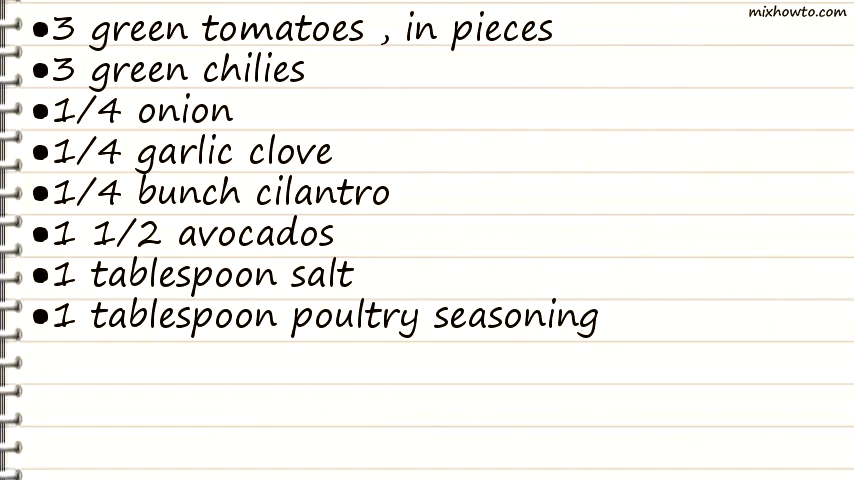 mixhowto.com
•3 green tomatoes , in pieces
•3 green chilies
•1/4 onion
•1/4 garlic clove
•1/4 bunch cilantro
•1 1/2 avocados
•1 tablespoon salt
•1 tablespoon poultry seasoning